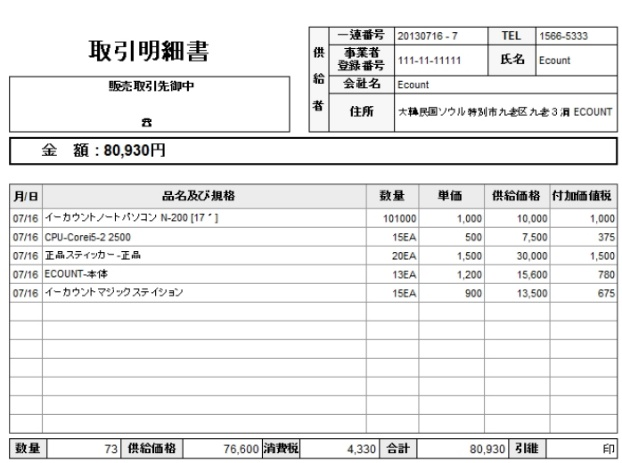 取引明細書
販売取引先御中
☎
供給者
一連番号 20130716 - 7 TEL 1566-5333
事業者登録番号 111-11-11111 氏名 Ecount
会社名 Ecount
住所 大韓民国ソウル特別市九老区九老3洞 ECOUNT
金 額 : 80,930円
月/日 品名及び規格 数量 単価 供給価格 付加価値税
07/16 イーカウントノートパソコン N-200 [17 " ] 101000 1,000 10,000 1,000
07/16 CPU-Corei5-2 2500 15EA 500 7,500 375
07/16 正品スティッカー-正品 20EA 1,500 30,000 1,500
07/16 ECOUNT-本体 13EA 1,200 15,600 780
07/16 イーカウントマジックステイション 15EA 900 13,500 675
数量 73 供給価格 76,600 消費税 4,330 合計 80,930 引継 印